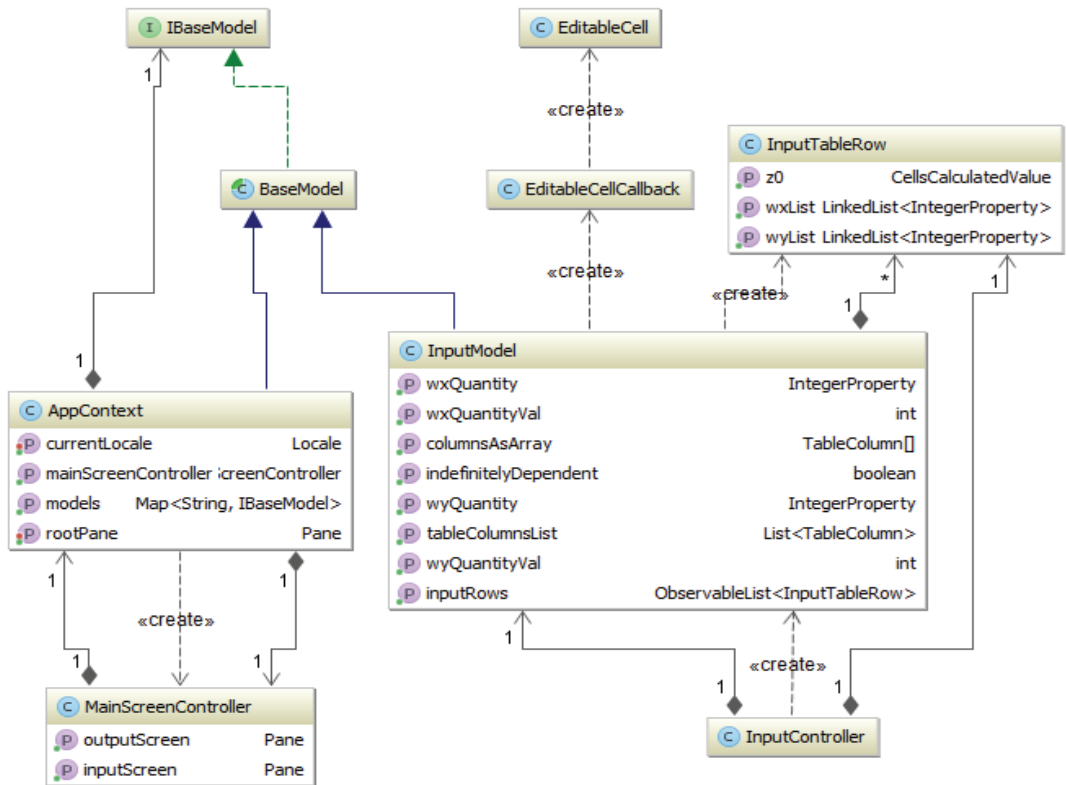 I IBaseModel
C EditableCell
1
«create»
C InputTableRow
P z0 CellsCalculatedValue
P wxList LinkedList<IntegerProperty>
P wyList LinkedList<IntegerProperty>
C BaseModel
C EditableCellCallback
«create»
«create»
*
1
1
1
C InputModel
P wxQuantity IntegerProperty
P wxQuantityVal int
P columnsAsArray TableColumn[]
P indefinitelyDependent boolean
P wyQuantity IntegerProperty
P tableColumnsList List<TableColumn>
P wyQuantityVal int
P inputRows ObservableList<InputTableRow>
C AppContext
P currentLocale Locale
P mainScreenController ScreenController
P models Map<String, IBaseModel>
P rootPane Pane
1
1
«create»
1
1
1
«create»
1
1
C MainScreenController
P outputScreen Pane
P inputScreen Pane
C InputController